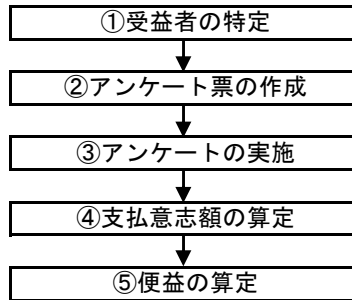 ①受益者の特定
②アンケート票の作成
③アンケートの実施
④支払意志額の算定
⑤便益の算定